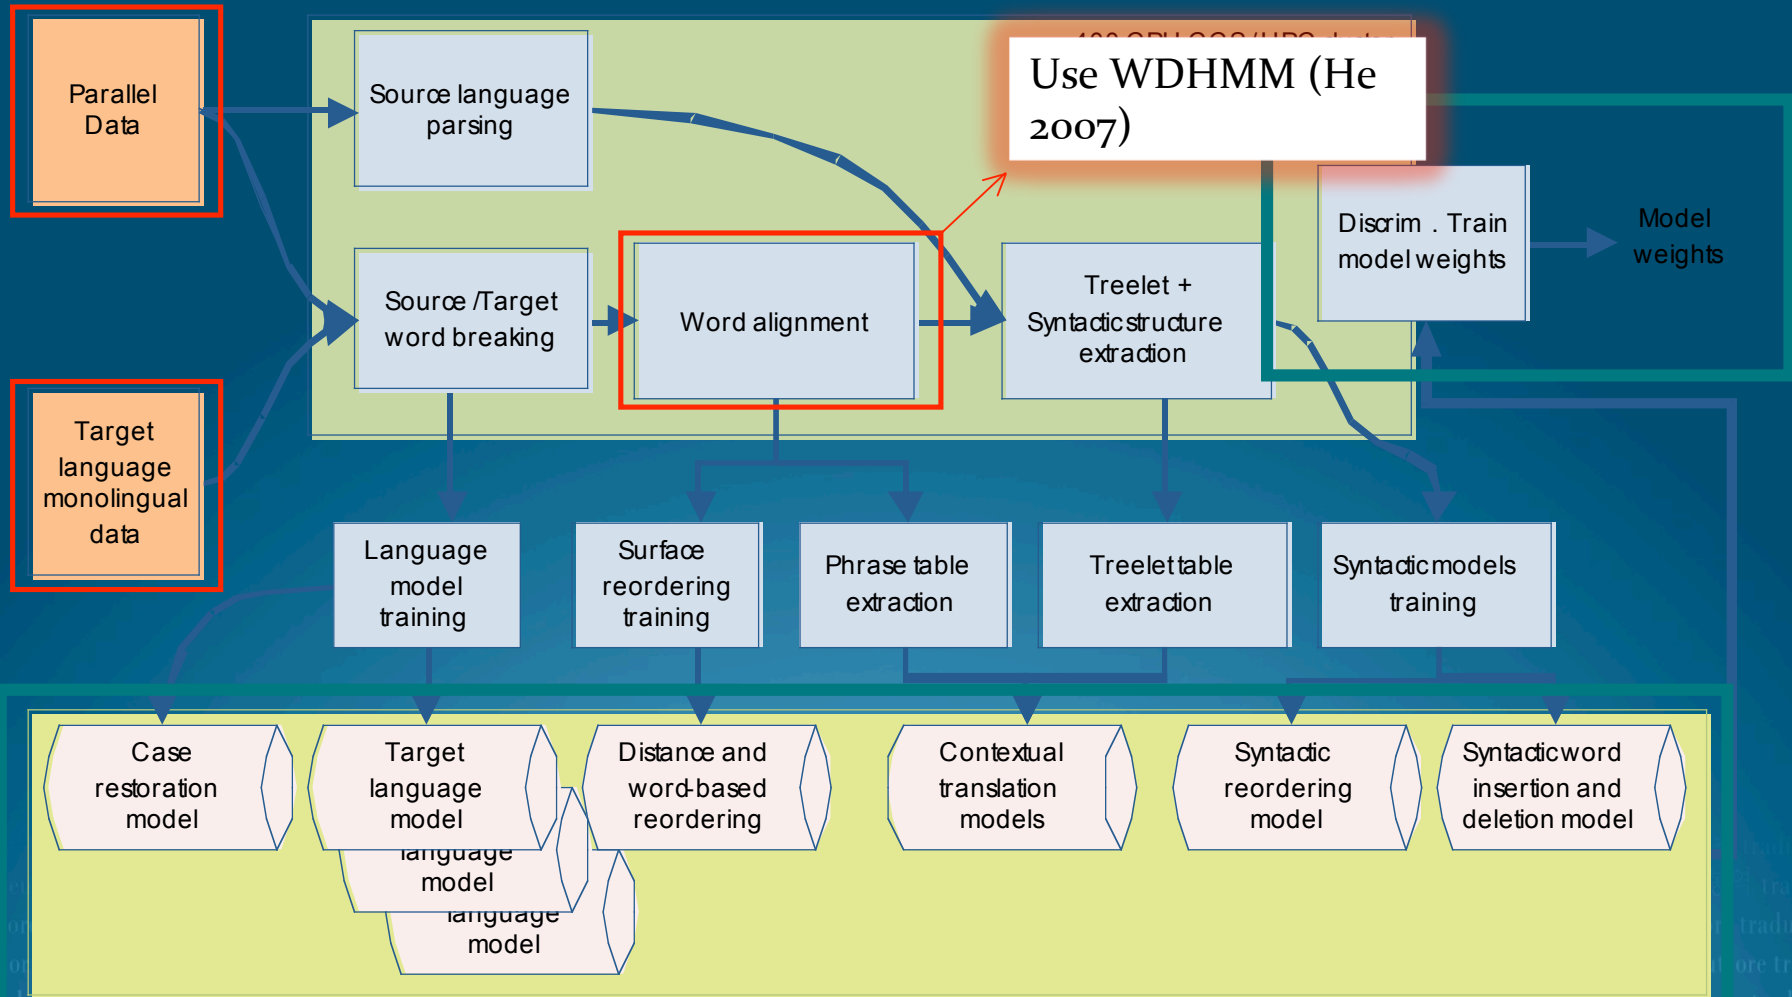 Parallel
Data
Source language
parsing
Use WDHMM (He
2007)
Discrim . Train
model weights
Model
weights
Source /Target
word breaking
Word alignment
Treelet +
Syntactic structure
extraction
Target
language
monolingual
data
Language
model
training
Surface
reordering
training
Phrase table
extraction
Treelet table
extraction
Syntactic models
training
Case
restoration
model
Target
language
model
language
model
language
model
Distance and
word-based
reordering
Contextual
translation
models
Syntactic
reordering
model
Syntactic word
insertion and
deletion model